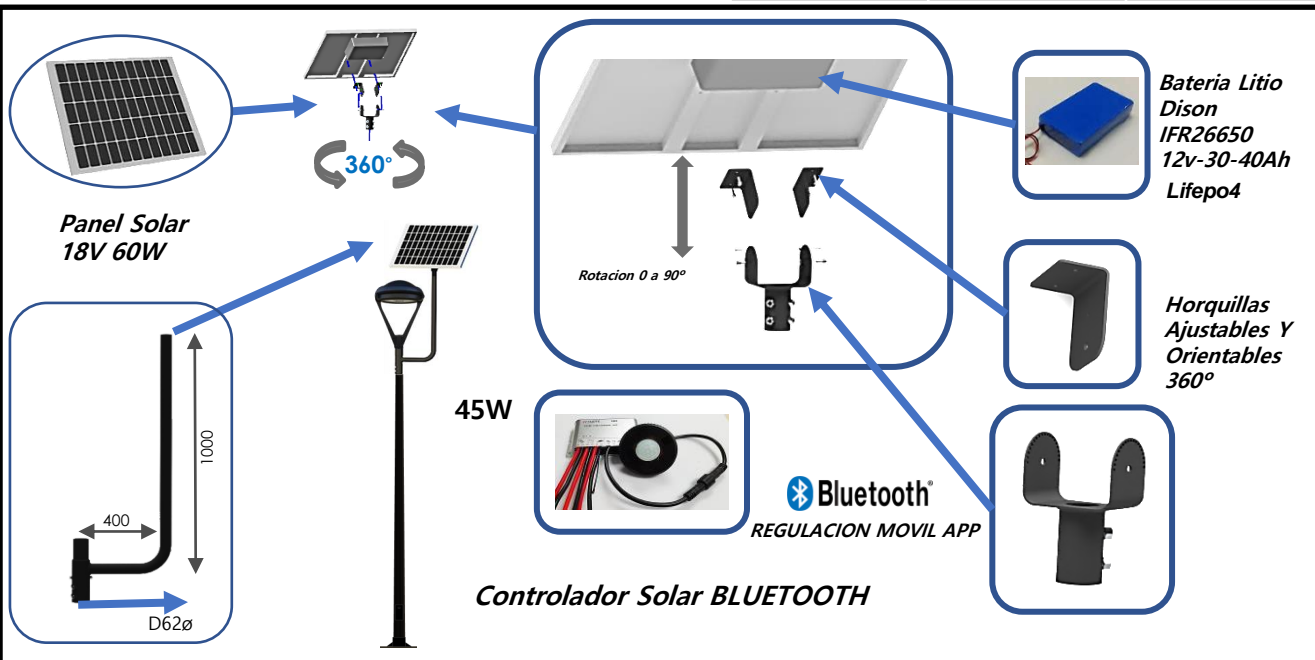 360°
Panel Solar
18V 60W
Rotacion 0 a 90º
Bateria Litio
Dison
IFR26650
12v-30-40Ah
Lifepo4
Horquillas
Ajustables Y
Orientables
360º
1000
400
D62ø
45W
Bluetooth®
REGULACION MOVIL APP
Controlador Solar BLUETOOTH